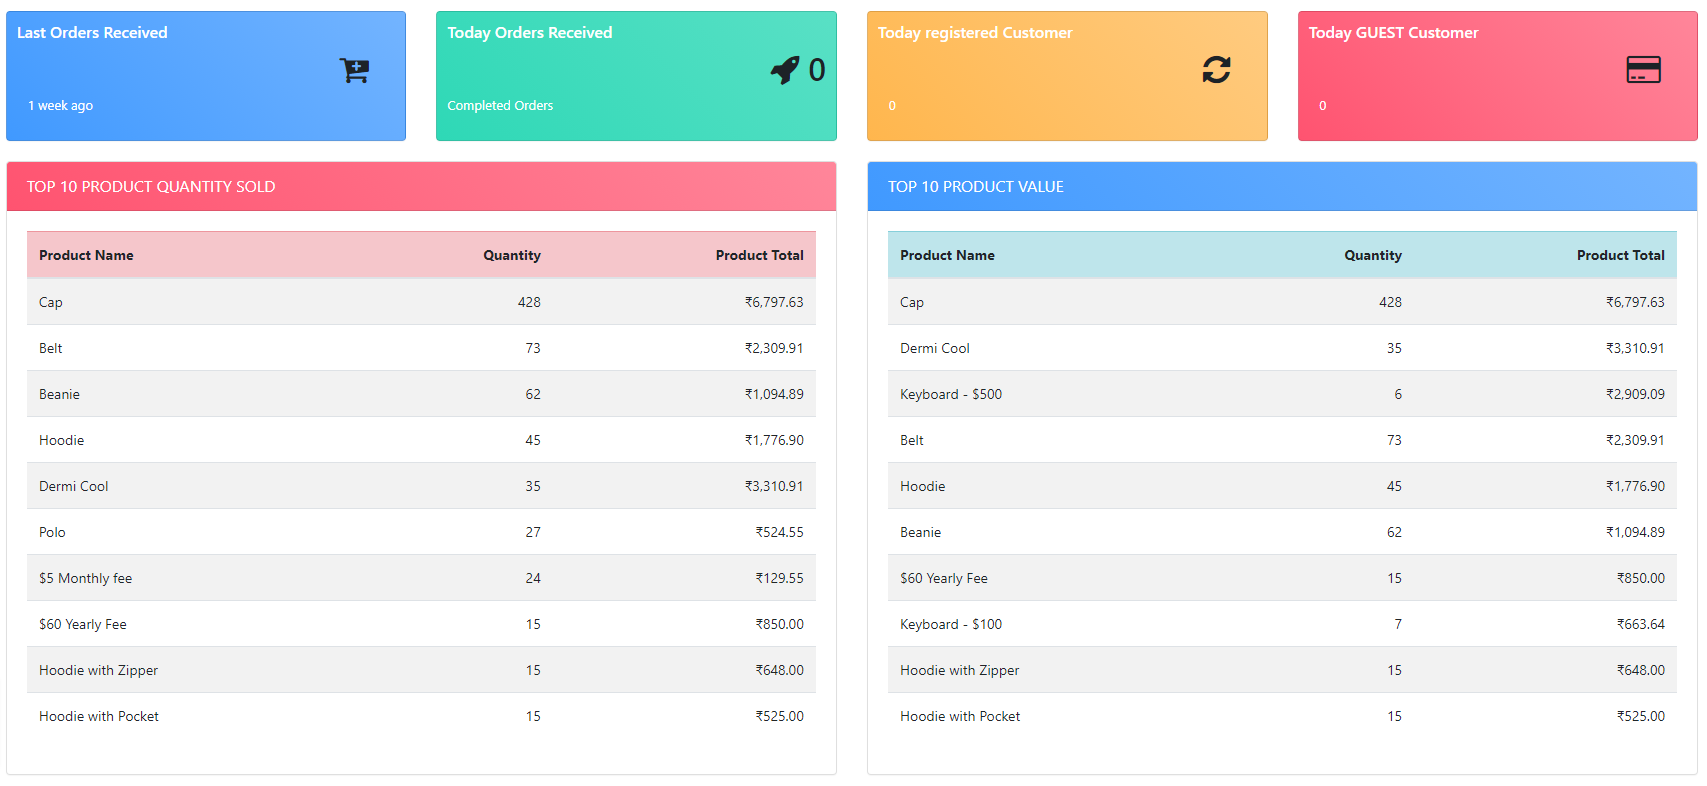 Last Orders Received
1 week ago
Today Orders Received
0
Completed Orders
Today registered Customer
0
Today GUEST Customer
0
TOP 10 PRODUCT QUANTITY SOLD
Product Name Quantity Product Total
Cap 428 ₹6,797.63
Belt 73 ₹2,309.91
Beanie 62 ₹1,094.89
Hoodie 45 ₹1,776.90
Dermi Cool 35 ₹3,310.91
Polo 27 ₹524.55
$5 Monthly fee 24 ₹129.55
$60 Yearly Fee 15 ₹850.00
Hoodie with Zipper 15 ₹648.00
Hoodie with Pocket 15 ₹525.00
TOP 10 PRODUCT VALUE
Product Name Quantity Product Total
Cap 428 ₹6,797.63
Dermi Cool 35 ₹3,310.91
Keyboard - $500 6 ₹2,909.09
Belt 73 ₹2,309.91
Hoodie 45 ₹1,776.90
Beanie 62 ₹1,094.89
$60 Yearly Fee 15 ₹850.00
Keyboard - $100 7 ₹663.64
Hoodie with Zipper 15 ₹648.00
Hoodie with Pocket 15 ₹525.00